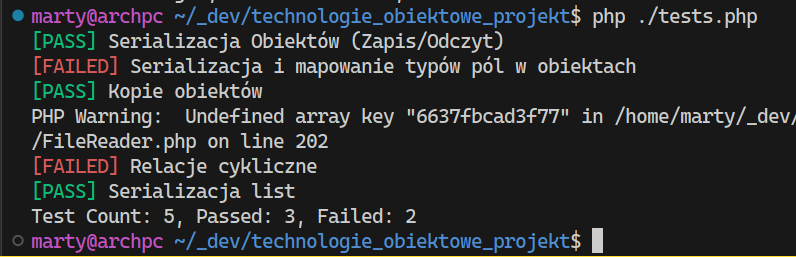 marty@archpc ~/_dev/technologie_obiektowe_projekt$ php ./tests.php
[PASS] Serializacja Obiektów (Zapis/Odczyt)
[FAILED] Serializacja i mapowanie typów pól w obiektach
[PASS] Kopie obiektów
PHP Warning:  Undefined array key "6637fbcad3f77" in /home/marty/_dev/
/FileReader.php on line 202
[FAILED] Relacje cykliczne
[PASS] Serializacja list
Test Count: 5, Passed: 3, Failed: 2
marty@archpc ~/_dev/technologie_obiektowe_projekt$